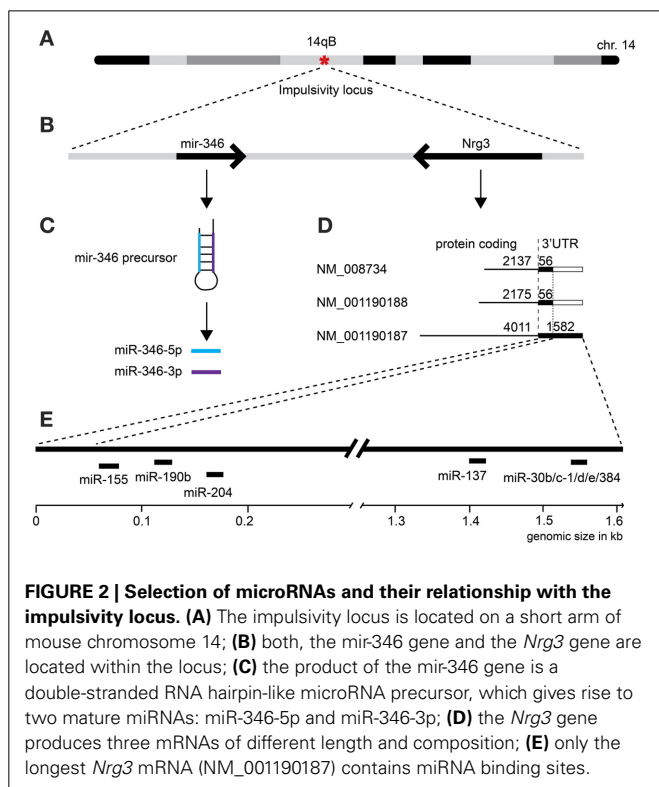 A
14qB
chr. 14
*
Impulsivity locus
B
mir-346
Nrg3
C
mir-346 precursor
miR-346-5p
miR-346-3p
D
protein coding 3'UTR
NM_008734 2137 56
NM_001190188 2175 56
NM_001190187 4011 1582
E
miR-155
miR-190b
miR-204
miR-137
miR-30b/c-1/d/e/384
0 0.1 0.2 1.3 1.4 1.5 1.6
genomic size in kb
FIGURE 2 | Selection of microRNAs and their relationship with the
impulsivity locus. (A) The impulsivity locus is located on a short arm of
mouse chromosome 14; (B) both, the mir-346 gene and the Nrg3 gene are
located within the locus; (C) the product of the mir-346 gene is a
double-stranded RNA hairpin-like microRNA precursor, which gives rise to
two mature miRNAs: miR-346-5p and miR-346-3p; (D) the Nrg3 gene
produces three mRNAs of different length and composition; (E) only the
longest Nrg3 mRNA (NM_001190187) contains miRNA binding sites.